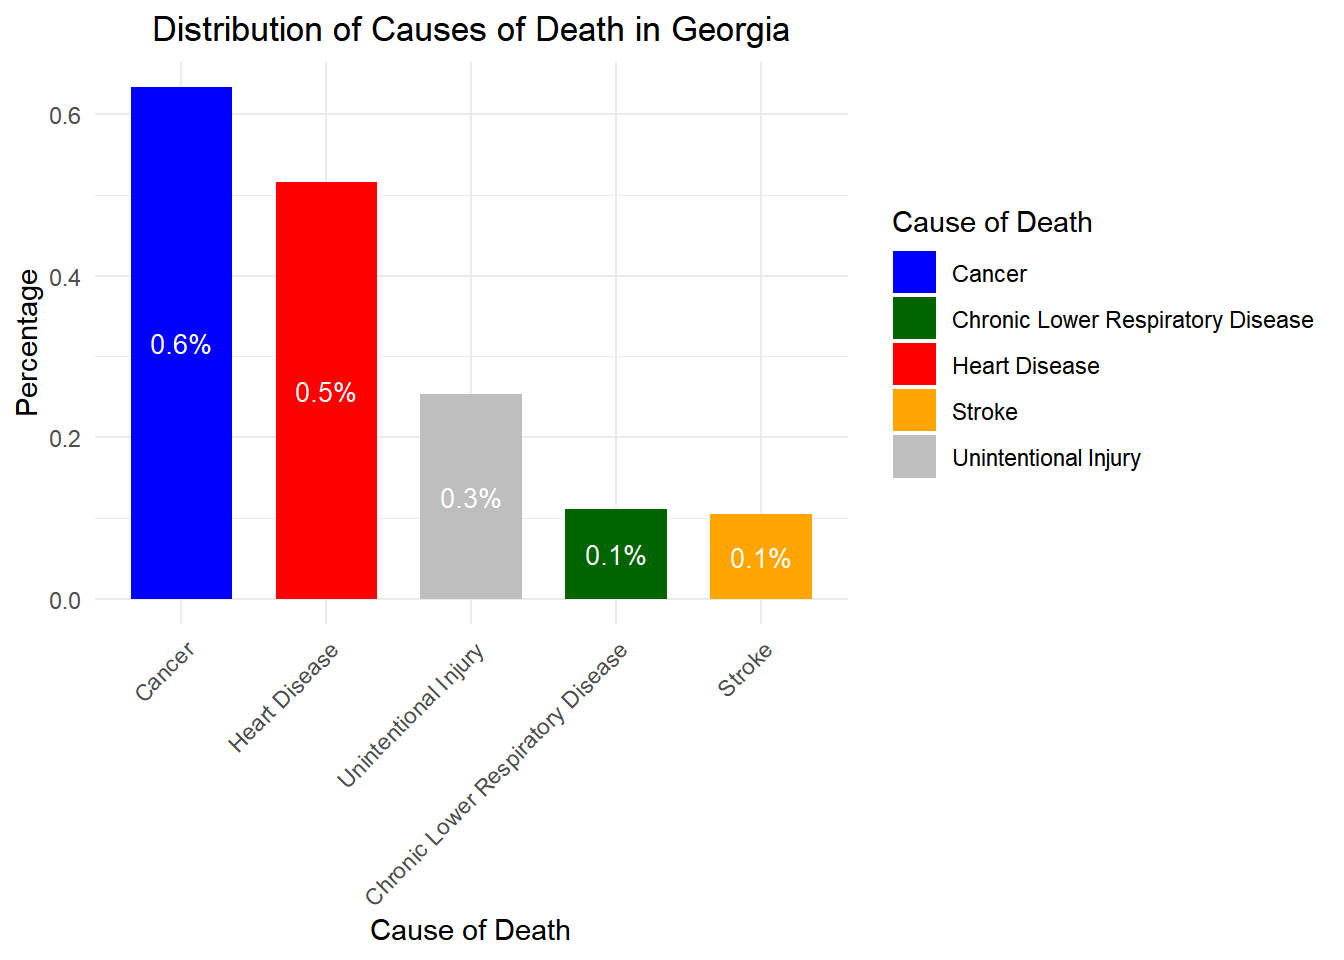 Distribution of Causes of Death in Georgia
Percentage
0.6
0.4
0.2
0.0
0.6%
0.5%
0.3%
0.1%
0.1%
Cancer
Heart Disease
Unintentional Injury
Chronic Lower Respiratory Disease
Stroke
Cause of Death
Cause of Death
Cancer
Chronic Lower Respiratory Disease
Heart Disease
Stroke
Unintentional Injury